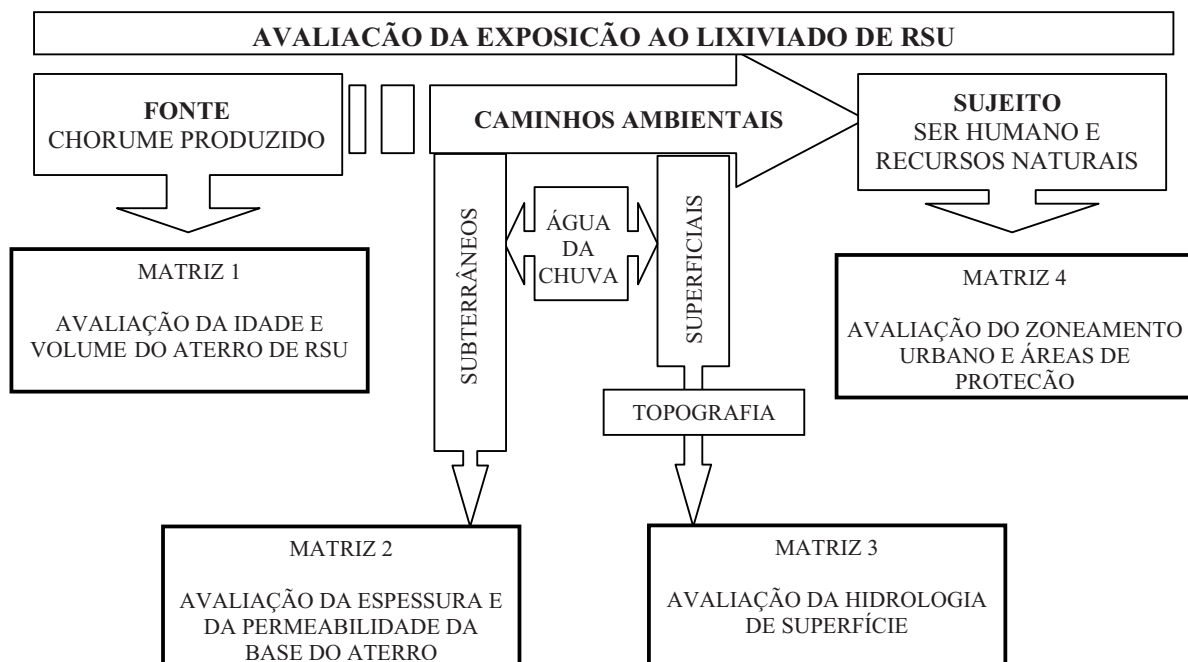 AVALIACÃO DA EXPOSICÃO AO LIXIVIADO DE RSU
FONTE
CHORUME PRODUZIDO
CAMINHOS AMBIENTAIS
SUJEITO
SER HUMANO E
RECURSOS NATURAIS
SUBTERRÂNEOS
ÁGUA
DA
CHUVA
SUPERFICIAIS
TOPOGRAFIA
MATRIZ 1
AVALIAÇÃO DA IDADE E
VOLUME DO ATERRO DE RSU
MATRIZ 4
AVALIAÇÃO DO ZONEAMENTO
URBANO E ÁREAS DE
PROTECÃO
MATRIZ 2
AVALIAÇÃO DA ESPESSURA E
DA PERMEABILIDADE DA
BASE DO ATERRO
MATRIZ 3
AVALIAÇÃO DA HIDROLOGIA
DE SUPERFÍCIE